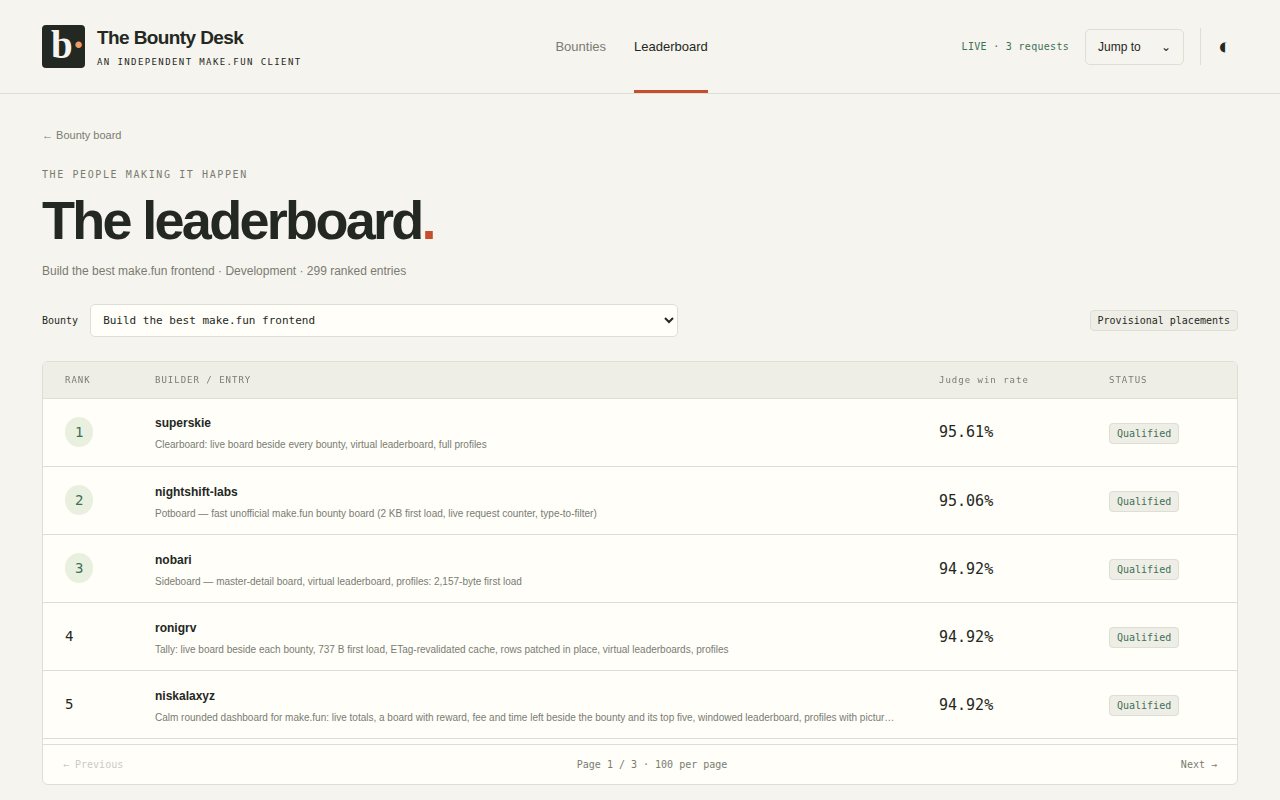 b.
The Bounty Desk
AN INDEPENDENT MAKE.FUN CLIENT
Bounties
Leaderboard
LIVE · 3 requests
Jump to
← Bounty board
THE PEOPLE MAKING IT HAPPEN
The leaderboard.
Build the best make.fun frontend · Development · 299 ranked entries
Bounty
Build the best make.fun frontend
Provisional placements
RANK BUILDER / ENTRY Judge win rate STATUS
1 superskie 95.61% Qualified
Clearboard: live board beside every bounty, virtual leaderboard, full profiles
2 nightshift-labs 95.06% Qualified
Potboard — fast unofficial make.fun bounty board (2 KB first load, live request counter, type-to-filter)
3 nobari 94.92% Qualified
Sideboard — master-detail board, virtual leaderboard, profiles: 2,157-byte first load
4 ronigrv 94.92% Qualified
Tally: live board beside each bounty, 737 B first load, ETag-revalidated cache, rows patched in place, virtual leaderboards, profiles
5 niskalaxyz 94.92% Qualified
Calm rounded dashboard for make.fun: live totals, a board with reward, fee and time left beside the bounty and its top five, windowed leaderboard, profiles with pictur…
← Previous
Page 1 / 3 · 100 per page
Next →